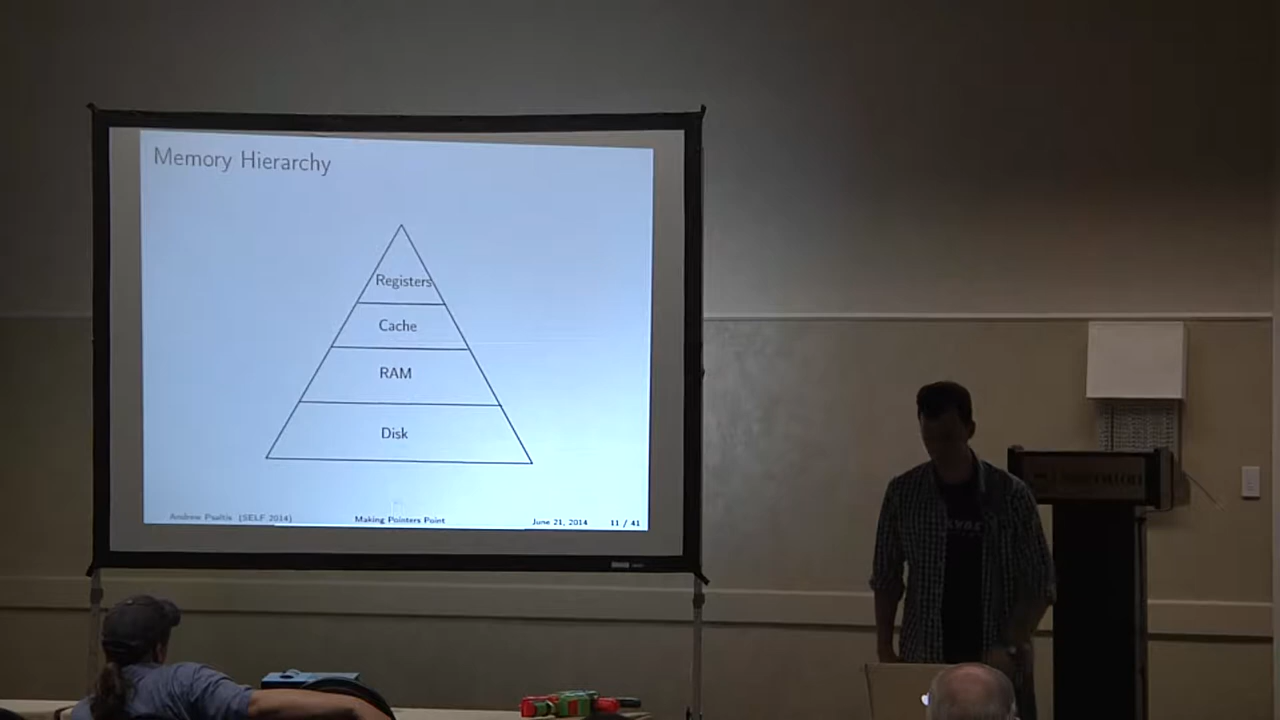 Memory Hierarchy
Registers
Cache
RAM
Disk
Andrew Psaltis (SELF 2014) Making Pointers Point June 21, 2014 11 / 41